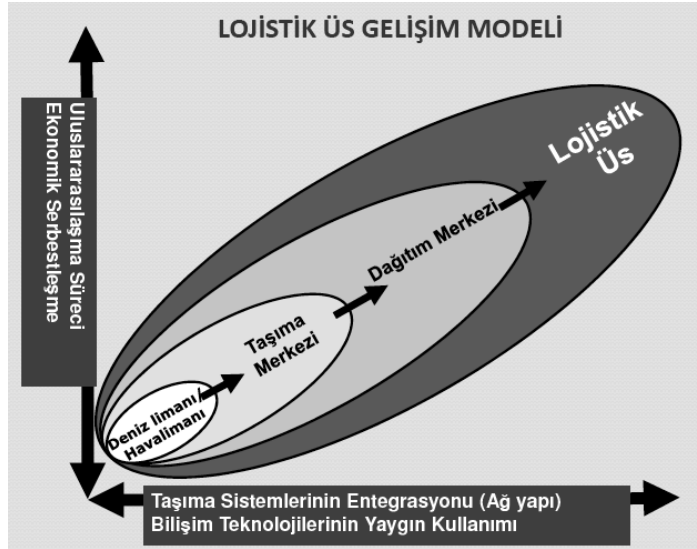 LOJİSTİK ÜS GELİŞİM MODELİ
Uluslararasılaşma Süreci
Ekonomik Serbestleşme
Lojistik
Üs
Dağıtım Merkezi
Taşıma
Merkezi
Deniz limanı/
Havalimanı
Taşıma Sistemlerinin Entegrasyonu (Ağ yapı)
Bilişim Teknolojilerinin Yaygın Kullanımı